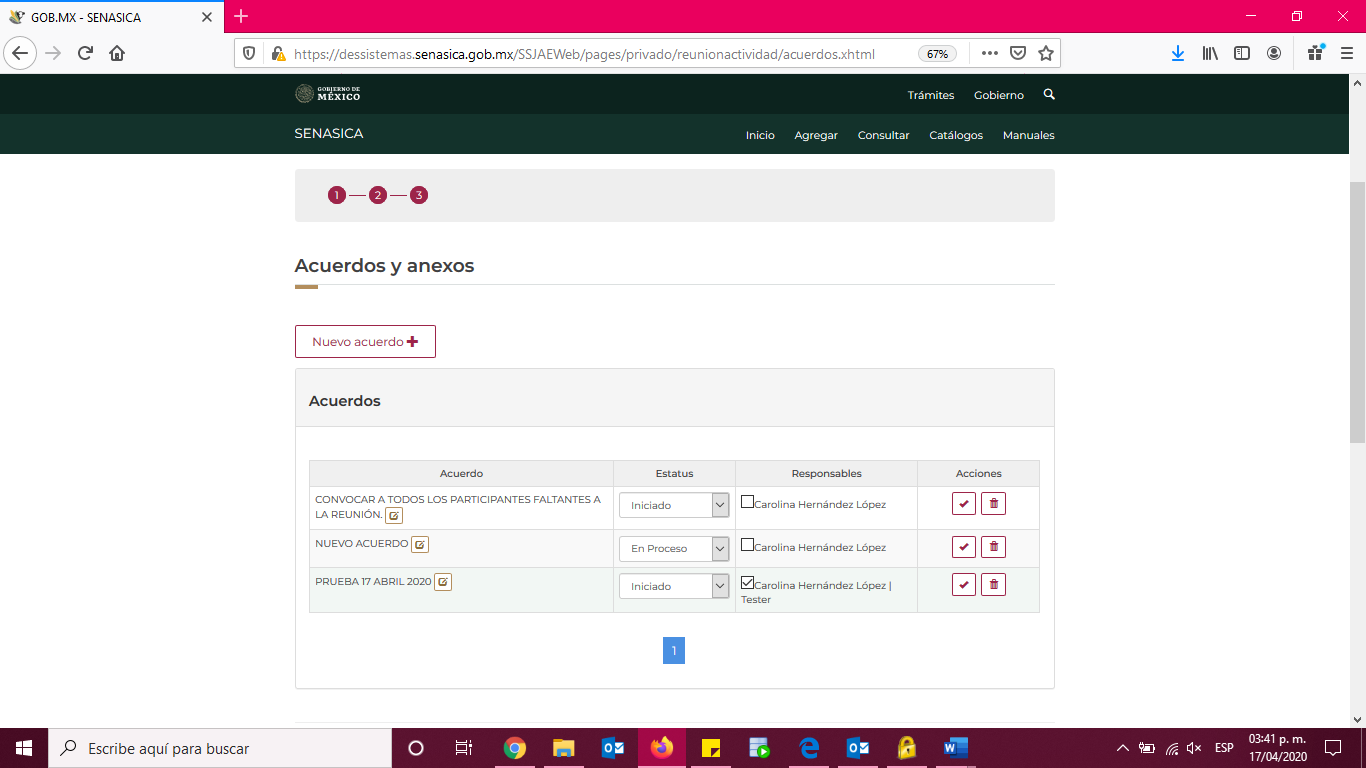 GOB.MX - SENASICA
https://dessistemas.senasica.gob.mx/SSJAEWeb/pages/privado/reunionactividad/acuerdos.xhtml
67%
GOBIERNO DE
MÉXICO
Trámites Gobierno
SENASICA
Inicio Agregar Consultar Catálogos Manuales
1 2 3
Acuerdos y anexos
Nuevo acuerdo
Acuerdos
Acuerdo Estatus Responsables Acciones
CONVOCAR A TODOS LOS PARTICIPANTES FALTANTES A
LA REUNIÓN.
Iniciado
Carolina Hernández López
NUEVO ACUERDO
En Proceso
Carolina Hernández López
PRUEBA 17 ABRIL 2020
Iniciado
Carolina Hernández López |
Tester
1
Escribe aquí para buscar
ESP
03:41 p. m.
17/04/2020